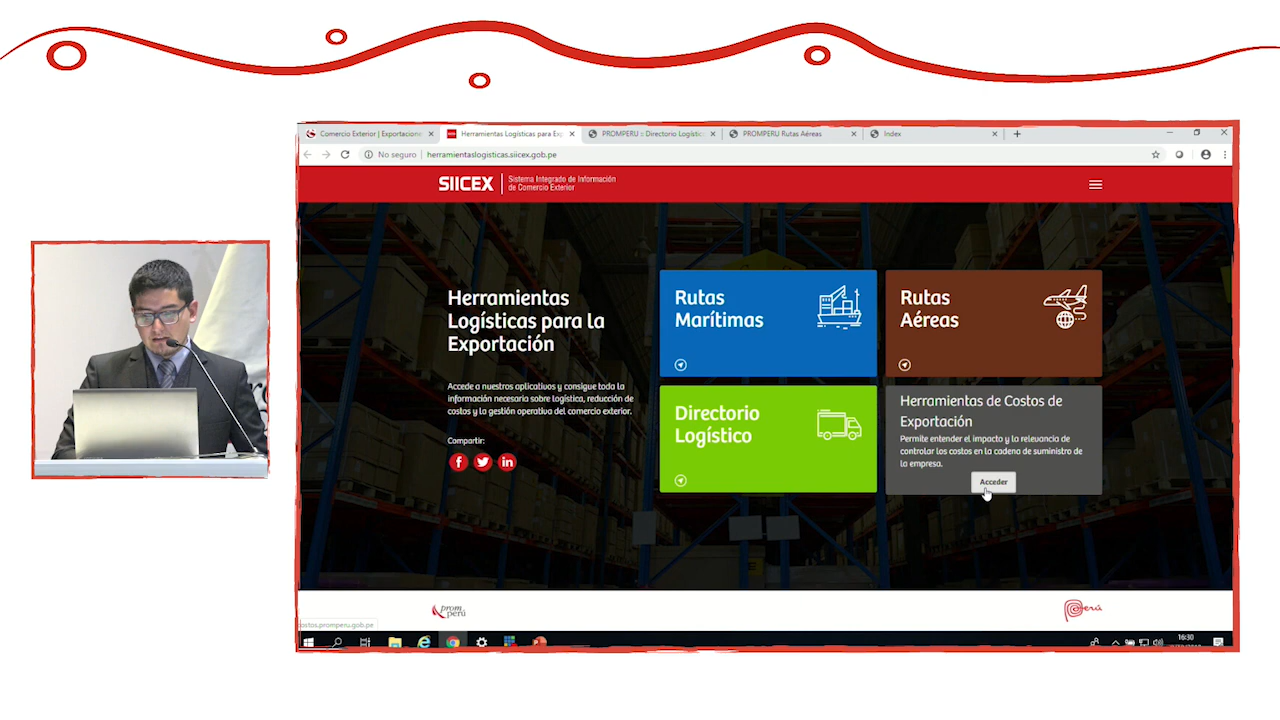 Comercio Exterior | Exportacione
Herramientas Logísticas para Exp
PROMPERU :: Directorio Logístic
PROMPERU Rutas Aéreas
Index
No seguro | herramientaslogisticas.siicex.gob.pe
SIICEX
Sistema Integrado de Información
de Comercio Exterior
Herramientas
Logísticas para la
Exportación
Accede a nuestros aplicativos y consigue toda la
información necesaria sobre logística, reducción de
costos y la gestión operativa del comercio exterior.
Compartir:
Rutas
Marítimas
Rutas
Aéreas
Directorio
Logístico
Herramientas de Costos de
Exportación
Permite entender el impacto y la relevancia de
controlar los costos en la cadena de suministro de
la empresa.
Acceder
prom
perú
Perú
costos.promperu.gob.pe
16:30